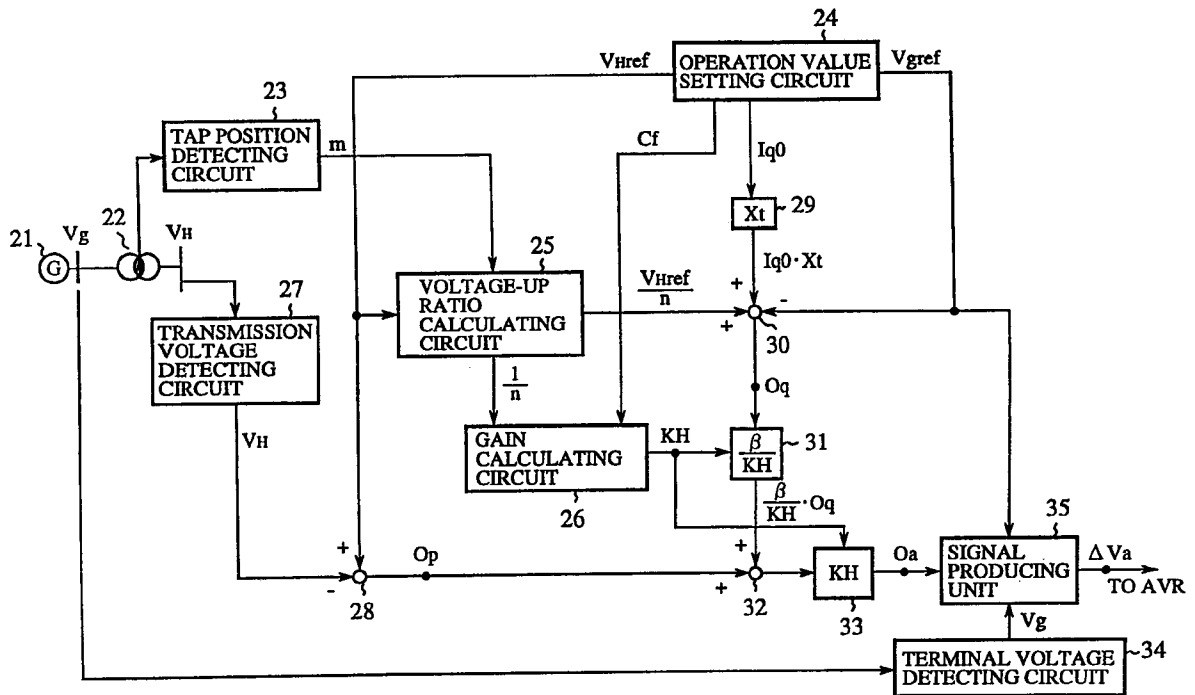 24
VHref
OPERATION VALUE
SETTING CIRCUIT
Vgref
23
TAP POSITION
DETECTING
CIRCUIT
m
Cf
Iq0
Xt
29
21
G
Vg
22
VH
Iq0·Xt
25
VOLTAGE-UP
RATIO
CALCULATING
CIRCUIT
VHref
n
+
-
+
30
27
TRANSMISSION
VOLTAGE
DETECTING
CIRCUIT
1
n
Oq
VH
GAIN
CALCULATING
CIRCUIT
26
KH
β
KH
31
β
KH
·Oq
35
+
-
28
Op
+
+
32
KH
33
Oa
SIGNAL
PRODUCING
UNIT
Δ Va
TO AVR
Vg
34
TERMINAL VOLTAGE
DETECTING CIRCUIT